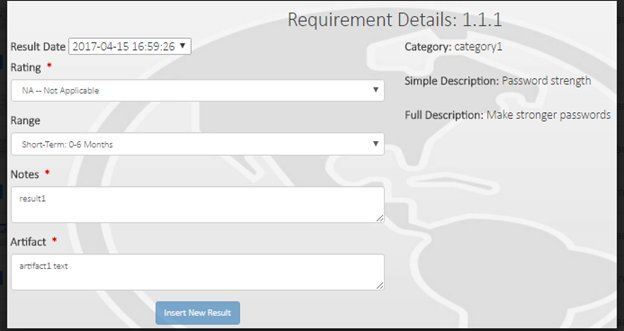 Requirement Details: 1.1.1
Result Date 2017-04-15 16:59:26
Category: category1
Rating *
NA -- Not Applicable
Simple Description: Password strength
Full Description: Make stronger passwords
Range
Short-Term: 0-6 Months
Notes *
result1
Artifact *
artifact1 text
Insert New Result